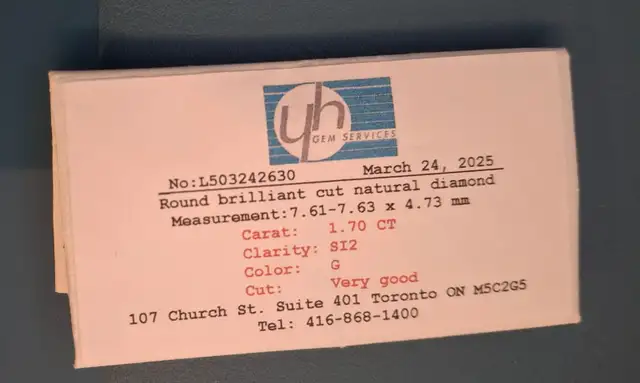 yh
GEM SERVICES
No:L503242630 March 24, 2025
Round brilliant cut natural diamond
Measurement:7.61-7.63 x 4.73 mm
Carat: 1.70 CT
Clarity: SI2
Color: G
Cut: Very good
107 Church St. Suite 401 Toronto ON M5C2G5
Tel: 416-868-1400